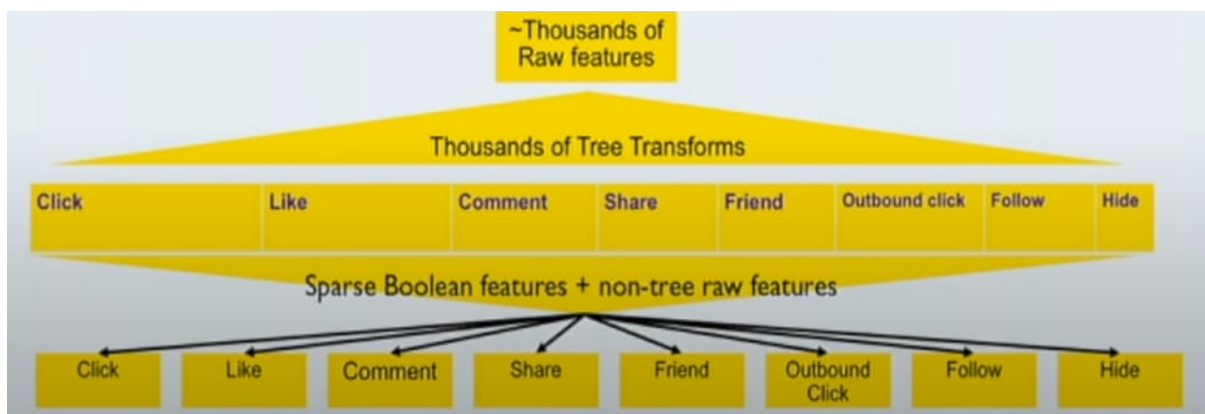 ~Thousands of
Raw features
Thousands of Tree Transforms
Click Like Comment Share Friend Outbound click Follow Hide
Sparse Boolean features + non-tree raw features
Click Like Comment Share Friend Outbound Click Follow Hide